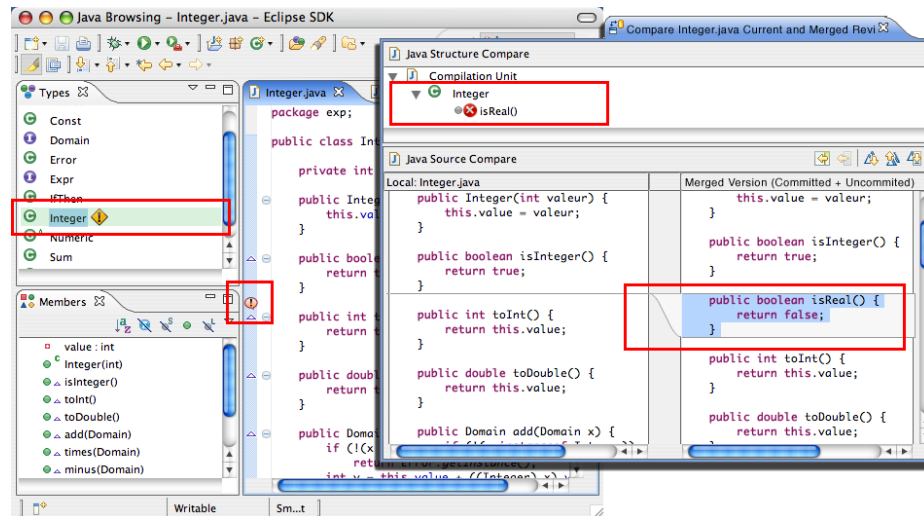 Java Browsing - Integer.java - Eclipse SDK
Types
Const
Domain
Error
Expr
IfThen
Integer
Numeric
Sum
Members
value : int
Integer(int)
isInteger()
toInt()
toDouble()
add(Domain)
times(Domain)
minus(Domain)
Writable
Sm...t
Integer.java
package exp;
public class Int
private int
public Integ
this.val
}
public boole
return t
}
public int t
return t
}
public doubl
return t
}
public Doma
if (!(x
return Error.getInstance();
int v = this.value + ((Integer) x).v
Compare Integer.java Current and Merged Revi
Java Structure Compare
Compilation Unit
Integer
isReal()
Java Source Compare
Local: Integer.java
public Integer(int valeur) {
this.value = valeur;
}
public boolean isInteger() {
return true;
}
public int toInt() {
return this.value;
}
public double toDouble() {
return this.value;
}
public Domain add(Domain x) {
Merged Version (Committed + Uncommited)
this.value = valeur;
}
public boolean isInteger() {
return true;
}
public boolean isReal() {
return false;
}
public int toInt() {
return this.value;
}
public double toDouble() {
return this.value;